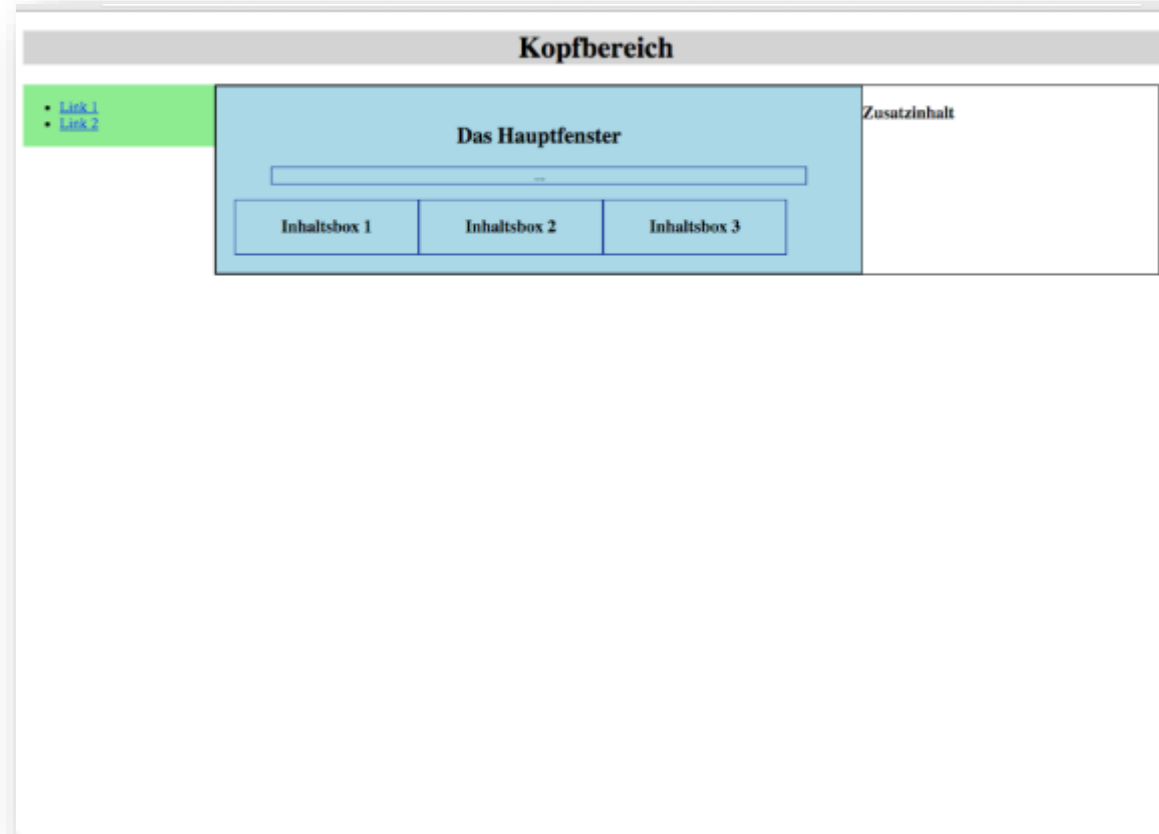 Kopfbereich
Link 1
Link 2
Das Hauptfenster
...
Inhaltsbox 1
Inhaltsbox 2
Inhaltsbox 3
Zusatzinhalt